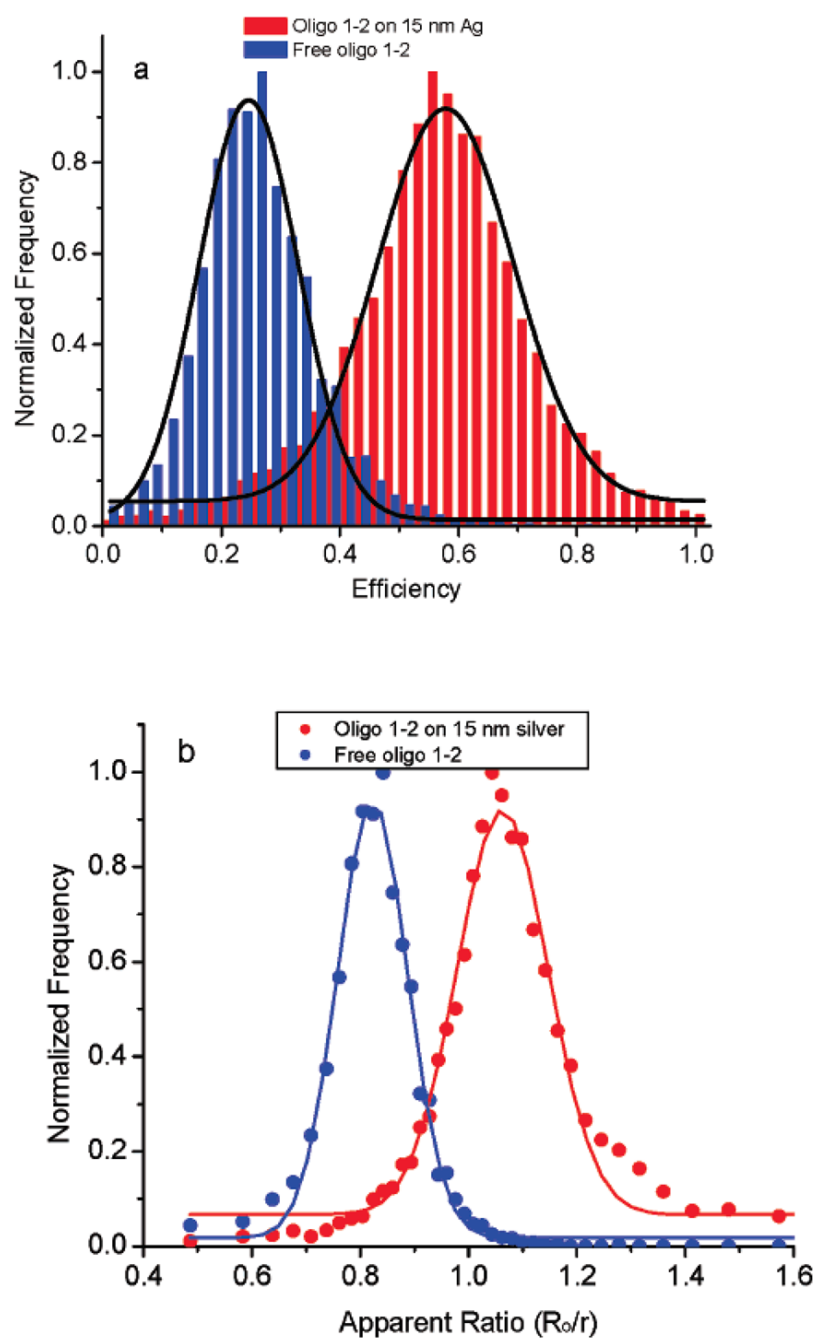 Oligo 1-2 on 15 nm Ag
Free oligo 1-2
a
1.0
0.8
0.6
0.4
0.2
0.0
Normalized Frequency
0.0 0.2 0.4 0.6 0.8 1.0
Efficiency
b
Oligo 1-2 on 15 nm silver
Free oligo 1-2
1.0
0.8
0.6
0.4
0.2
0.0
Normalized Frequency
0.4 0.6 0.8 1.0 1.2 1.4 1.6
Apparent Ratio (R₀/r)